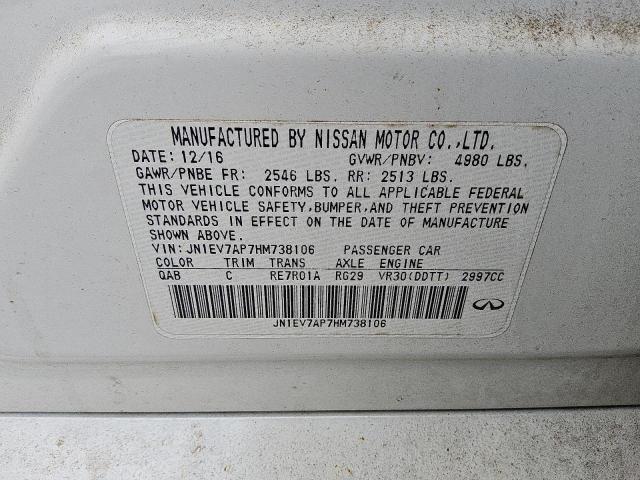 MANUFACTURED BY NISSAN MOTOR CO.,LTD.
DATE: 12/16 GVWR/PNBV: 4980 LBS.
GAWR/PNBE FR: 2546 LBS. RR: 2513 LBS.
THIS VEHICLE CONFORMS TO ALL APPLICABLE FEDERAL
MOTOR VEHICLE SAFETY,BUMPER,AND THEFT PREVENTION
STANDARDS IN EFFECT ON THE DATE OF MANUFACTURE
SHOWN ABOVE.
VIN: JN1EV7AP7HM738106 PASSENGER CAR
COLOR TRIM TRANS AXLE ENGINE
QAB C RE7R01A RG29 VR30(DDTT) 2997CC
JN1EV7AP7HM738106